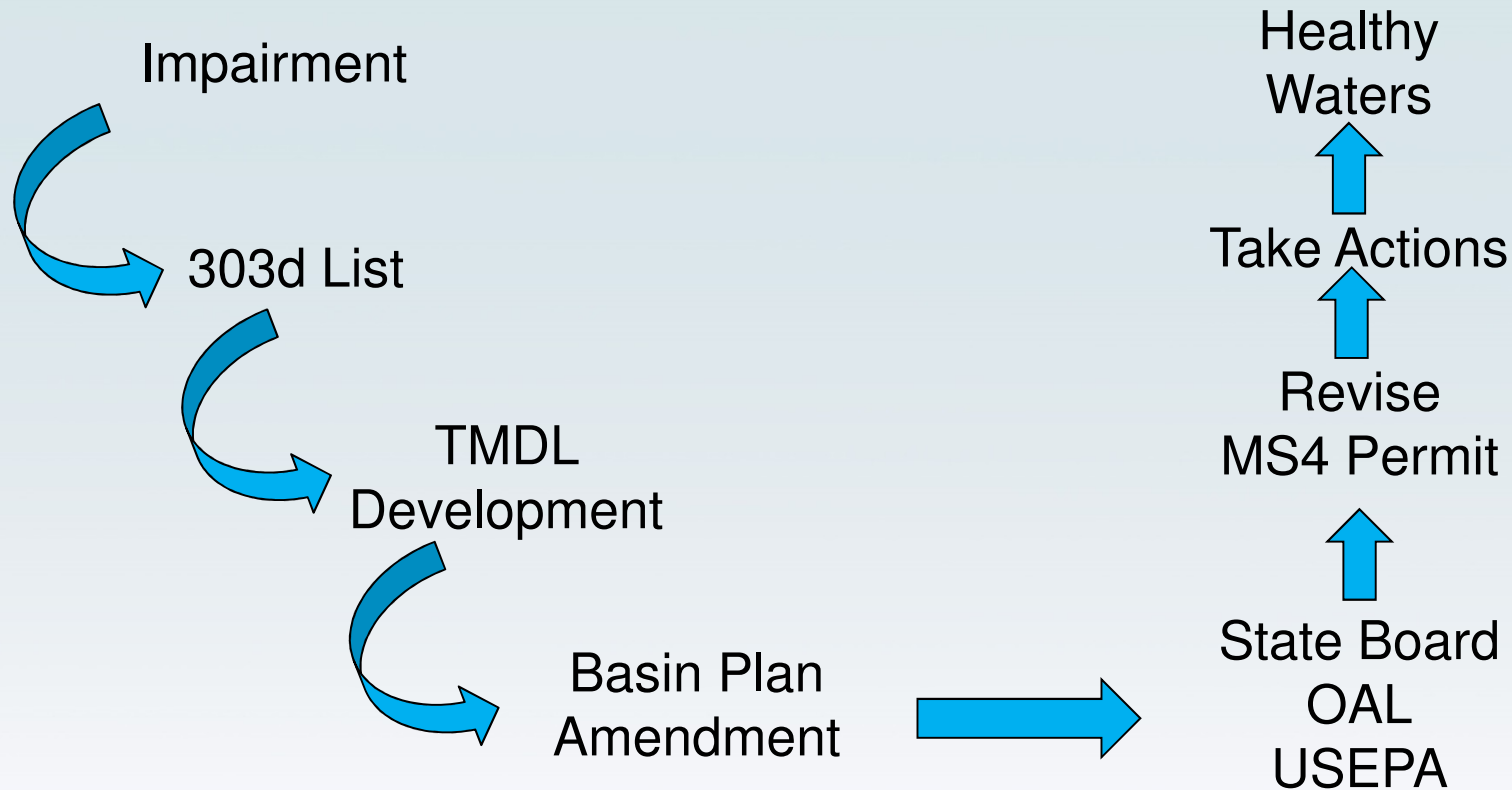 Impairment
303d List
TMDL
Development
Basin Plan
Amendment
State Board
OAL
USEPA
Revise
MS4 Permit
Take Actions
Healthy
Waters